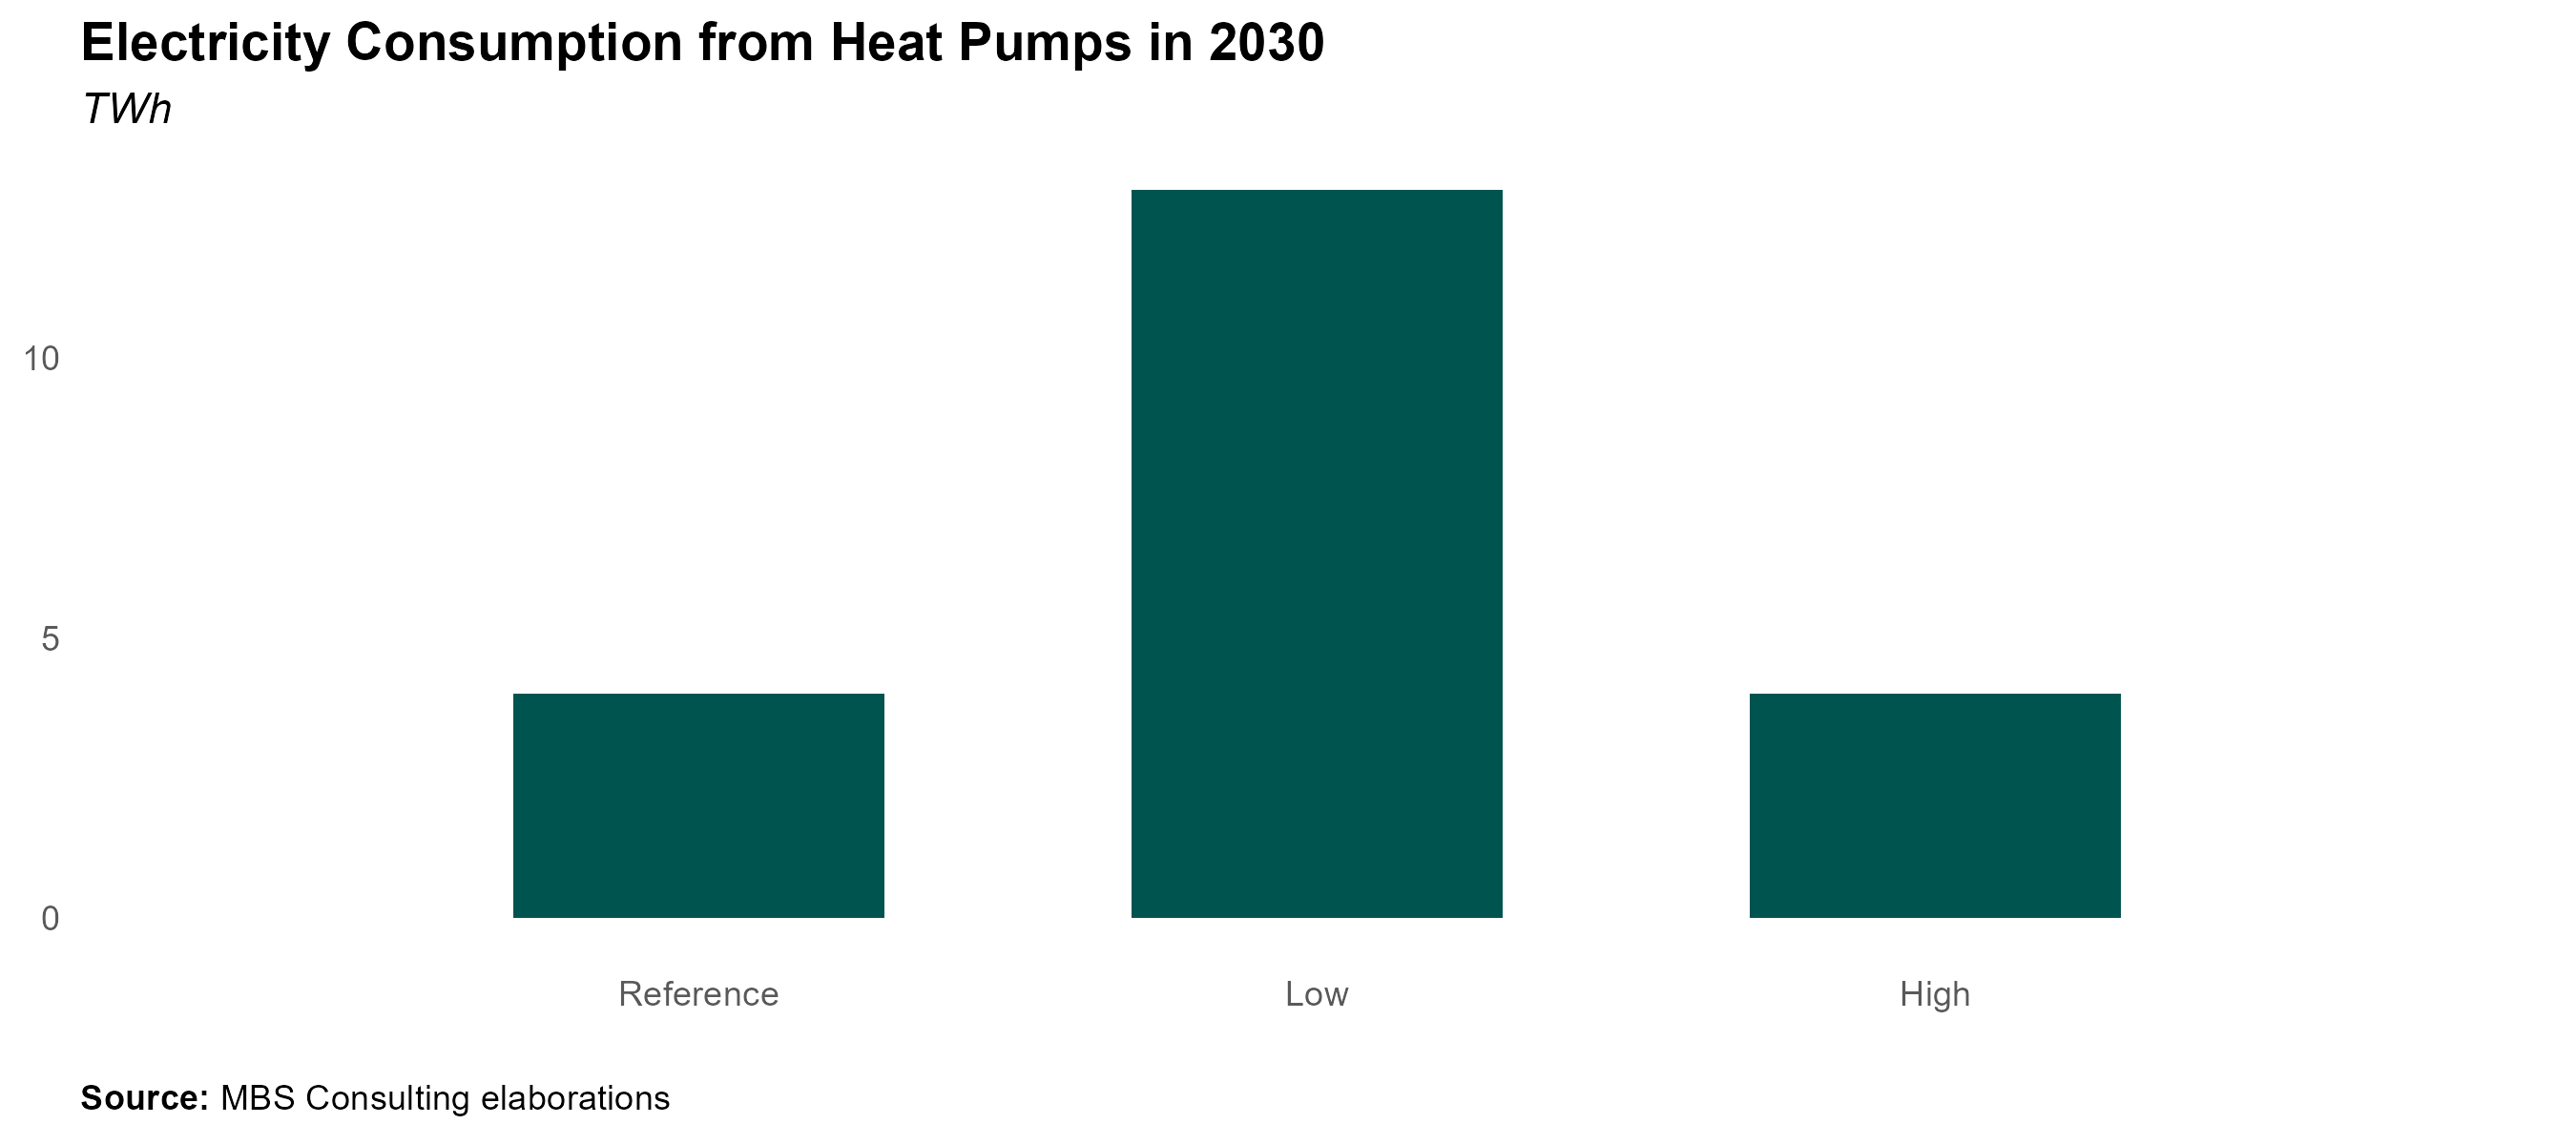 Electricity Consumption from Heat Pumps in 2030
TWh
10
5
0
Reference
Low
High
Source: MBS Consulting elaborations